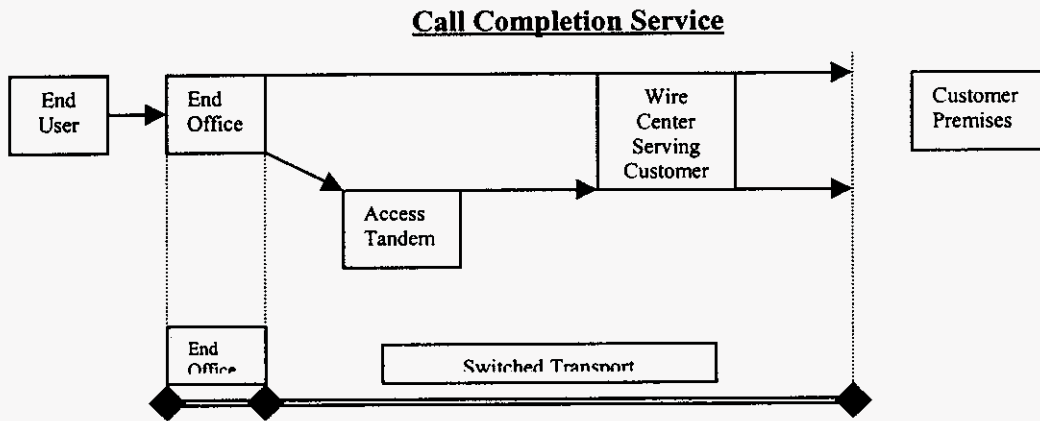 Call Completion Service
End
User
End
Office
Wire
Center
Serving
Customer
Customer
Premises
Access
Tandem
End
Office
Switched Transport